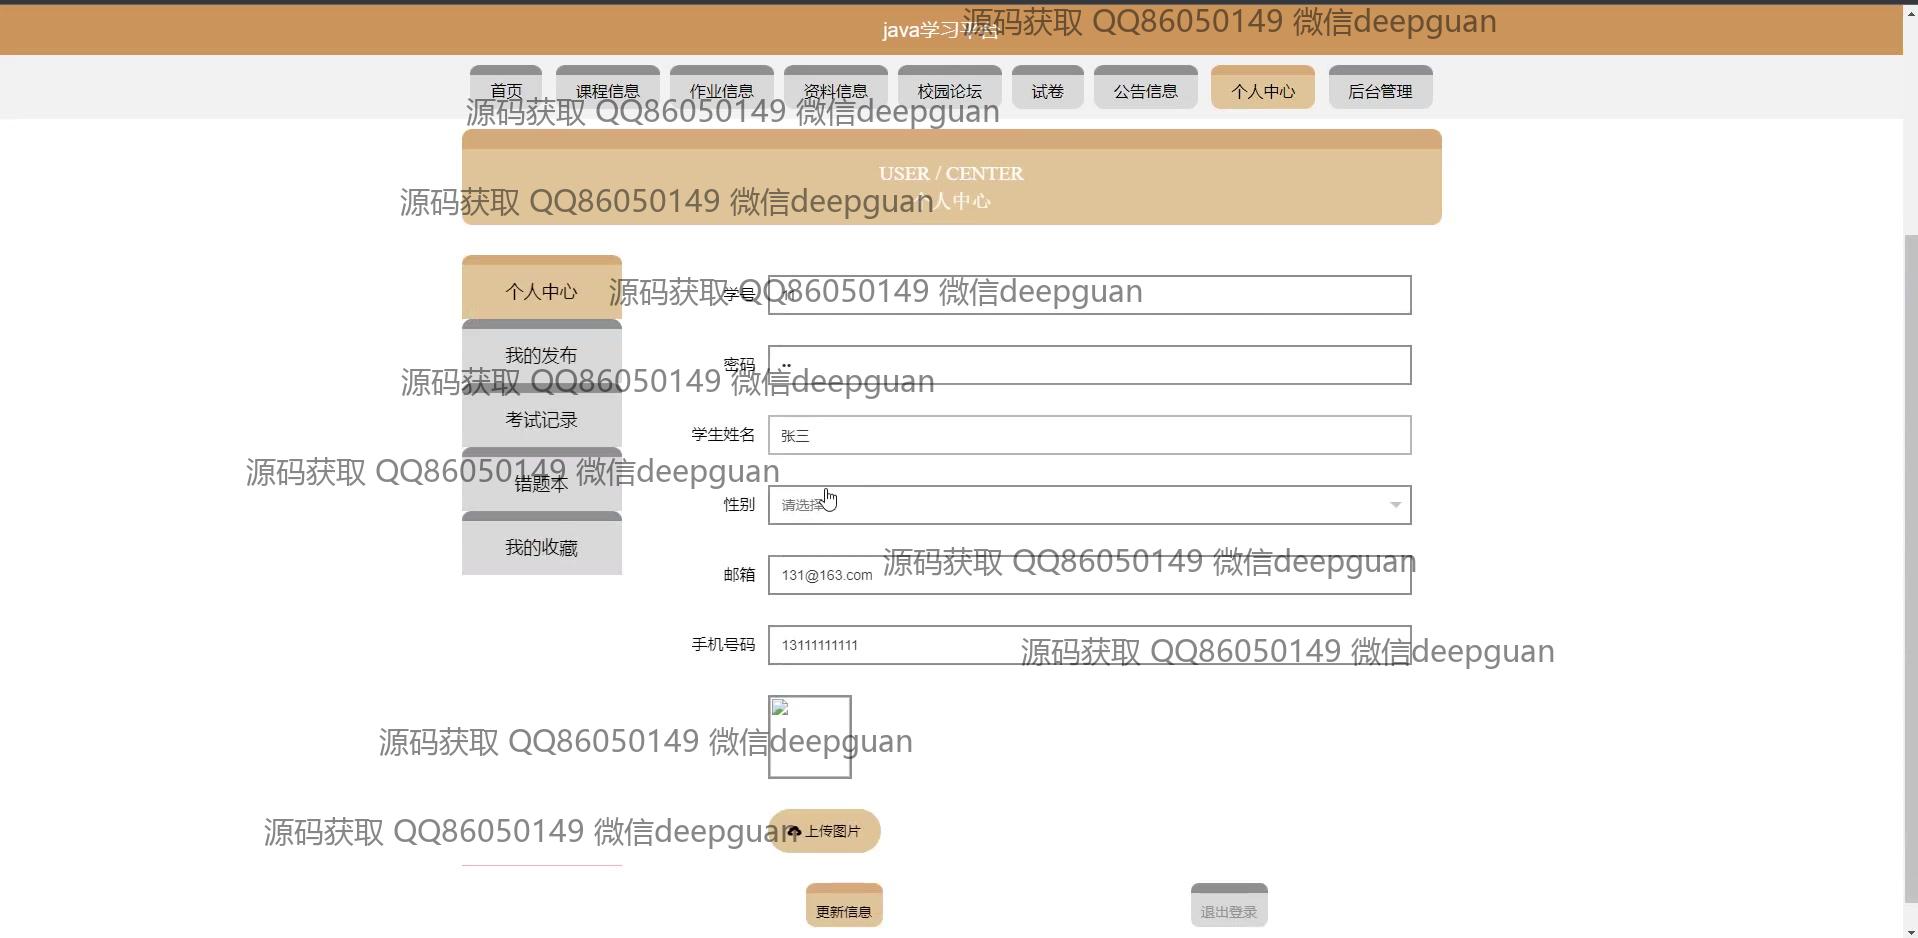 java学习平台
源码获取 QQ86050149 微信deepguan
首页 课程信息 作业信息 资料信息 校园论坛 试卷 公告信息 个人中心 后台管理
源码获取 QQ86050149 微信deepguan
USER / CENTER
个人中心
源码获取 QQ86050149 微信deepguan
个人中心
学号
源码获取 QQ86050149 微信deepguan
我的发布
密码 ••
源码获取 QQ86050149 微信deepguan
考试记录
学生姓名 张三
源码获取 QQ86050149 微信deepguan
错题本
性别 请选择
我的收藏
源码获取 QQ86050149 微信deepguan
邮箱 131@163.com
手机号码 13111111111
源码获取 QQ86050149 微信deepguan
源码获取 QQ86050149 微信deepguan
源码获取 QQ86050149 微信deepguan
上传图片
更新信息 退出登录